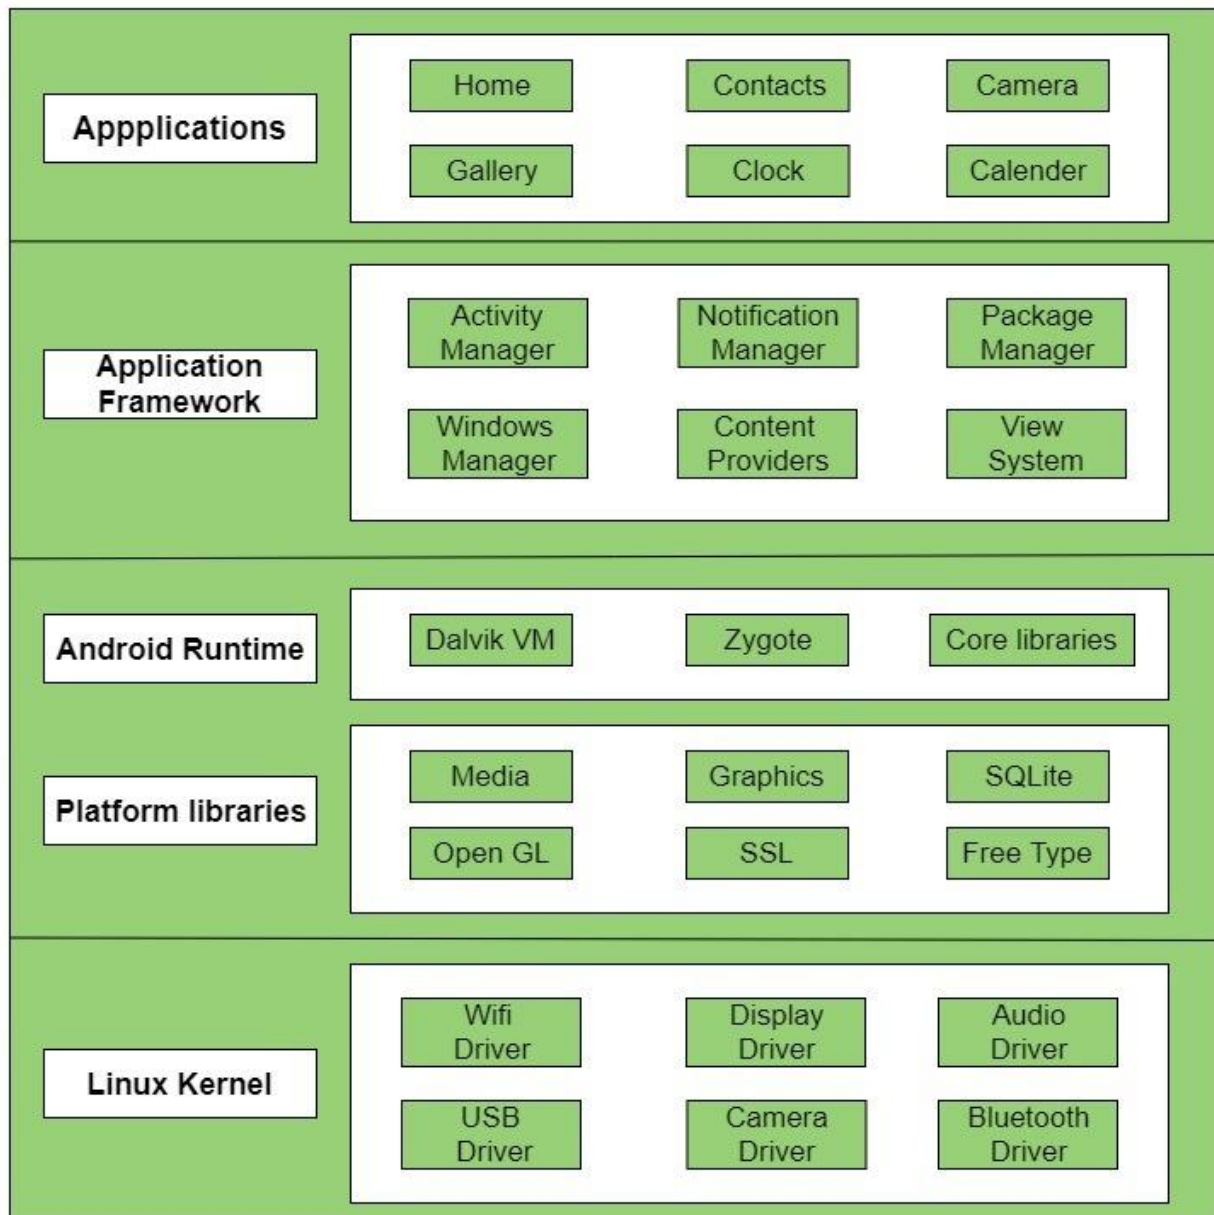 Appplications
Home
Contacts
Camera
Gallery
Clock
Calender
Application
Framework
Activity
Manager
Notification
Manager
Package
Manager
Windows
Manager
Content
Providers
View
System
Android Runtime
Dalvik VM
Zygote
Core libraries
Platform libraries
Media
Graphics
SQLite
Open GL
SSL
Free Type
Linux Kernel
Wifi
Driver
Display
Driver
Audio
Driver
USB
Driver
Camera
Driver
Bluetooth
Driver